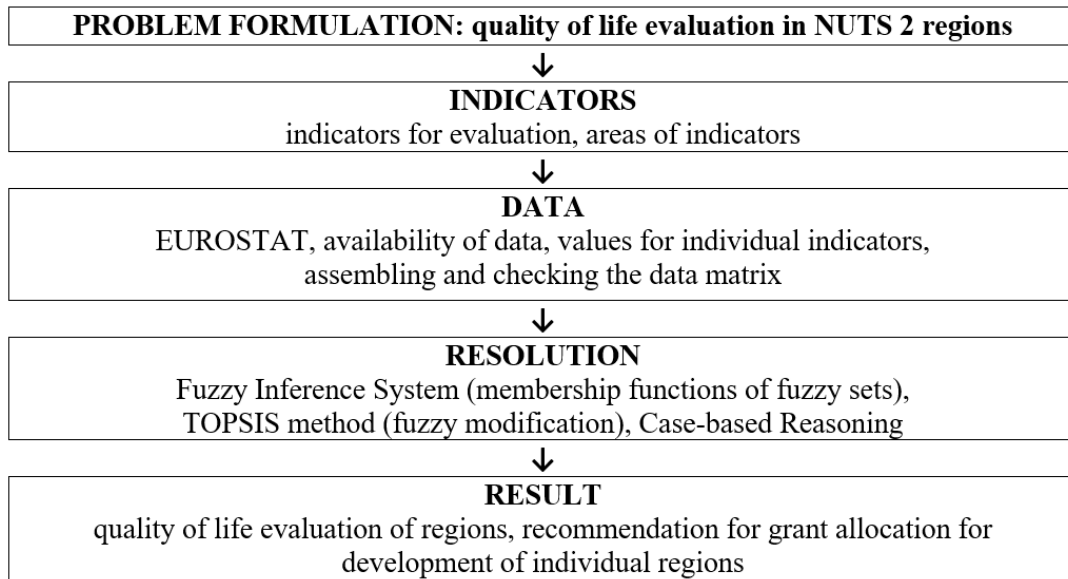 PROBLEM FORMULATION: quality of life evaluation in NUTS 2 regions
INDICATORS
indicators for evaluation, areas of indicators
DATA
EUROSTAT, availability of data, values for individual indicators,
assembling and checking the data matrix
RESOLUTION
Fuzzy Inference System (membership functions of fuzzy sets),
TOPSIS method (fuzzy modification), Case-based Reasoning
RESULT
quality of life evaluation of regions, recommendation for grant allocation for
development of individual regions